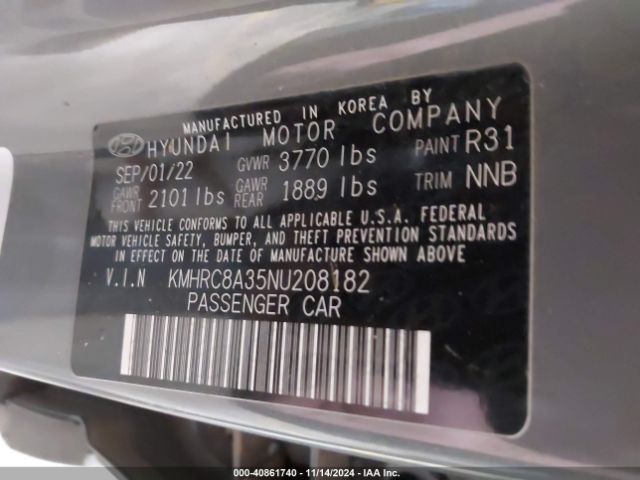 MANUFACTURED IN KOREA BY
HYUNDAI MOTOR COMPANY
SEP/01/22 GVWR 3770 lbs PAINT R31
GAWR FRONT 2101 lbs GAWR REAR 1889 lbs TRIM NNB
THIS VEHICLE CONFORMS TO ALL APPLICABLE U.S.A. FEDERAL
MOTOR VEHICLE SAFETY, BUMPER, AND THEFT PREVENTION STANDARDS
IN EFFECT ON THE DATE OF MANUFACTURE SHOWN ABOVE.
V.I.N KMHRC8A35NU208182
PASSENGER CAR
000-40861740 - 11/14/2024 - IAA Inc.